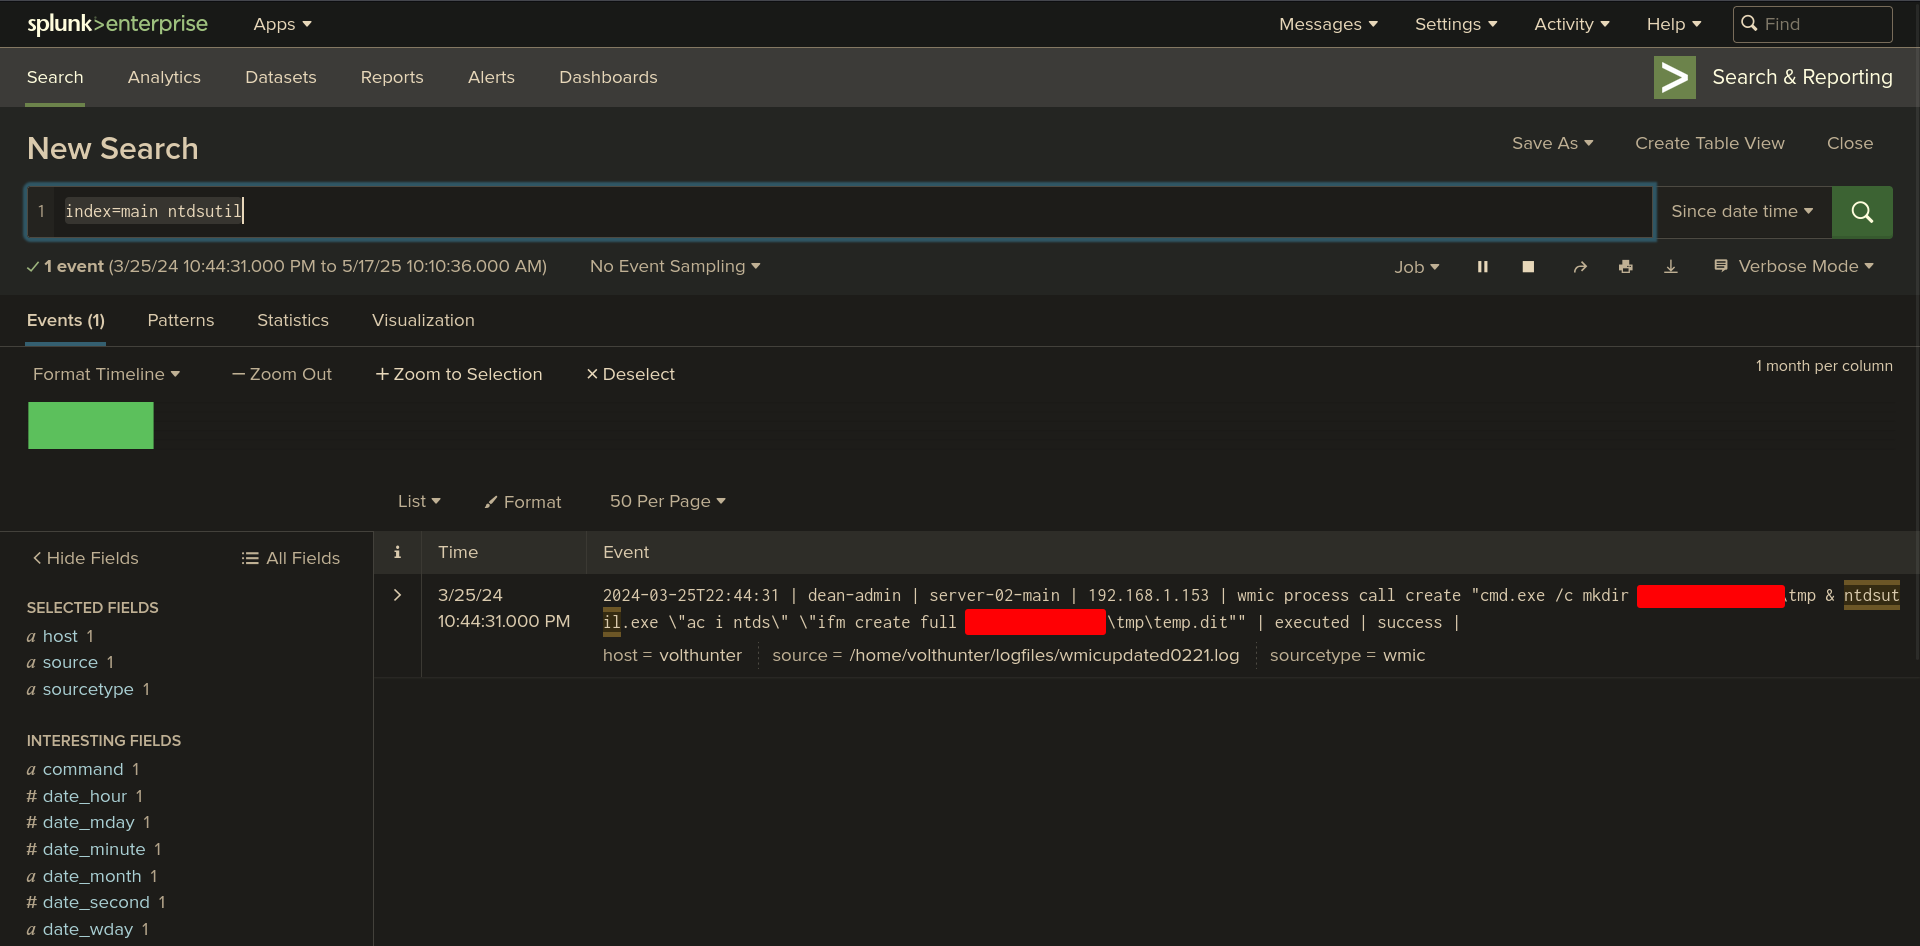 splunk>enterprise Apps Messages Settings Activity Help Find
Search Analytics Datasets Reports Alerts Dashboards > Search & Reporting
New Search Save As Create Table View Close
1 index=main ntdsutil Since date time
✓ 1 event (3/25/24 10:44:31.000 PM to 5/17/25 10:10:36.000 AM) No Event Sampling Job Verbose Mode
Events (1) Patterns Statistics Visualization
Format Timeline — Zoom Out + Zoom to Selection × Deselect 1 month per column
List Format 50 Per Page
< Hide Fields All Fields
SELECTED FIELDS
a host 1
a source 1
a sourcetype 1
INTERESTING FIELDS
a command 1
# date_hour 1
# date_mday 1
# date_minute 1
a date_month 1
# date_second 1
a date_wday 1
i Time Event
> 3/25/24
10:44:31.000 PM
2024-03-25T22:44:31 | dean-admin | server-02-main | 192.168.1.153 | wmic process call create "cmd.exe /c mkdir \tmp & ntdsut
il.exe \"ac i ntds\" \"ifm create full \tmp\temp.dit"" | executed | success |
host = volthunter source = /home/volthunter/logfiles/wmicupdated0221.log sourcetype = wmic